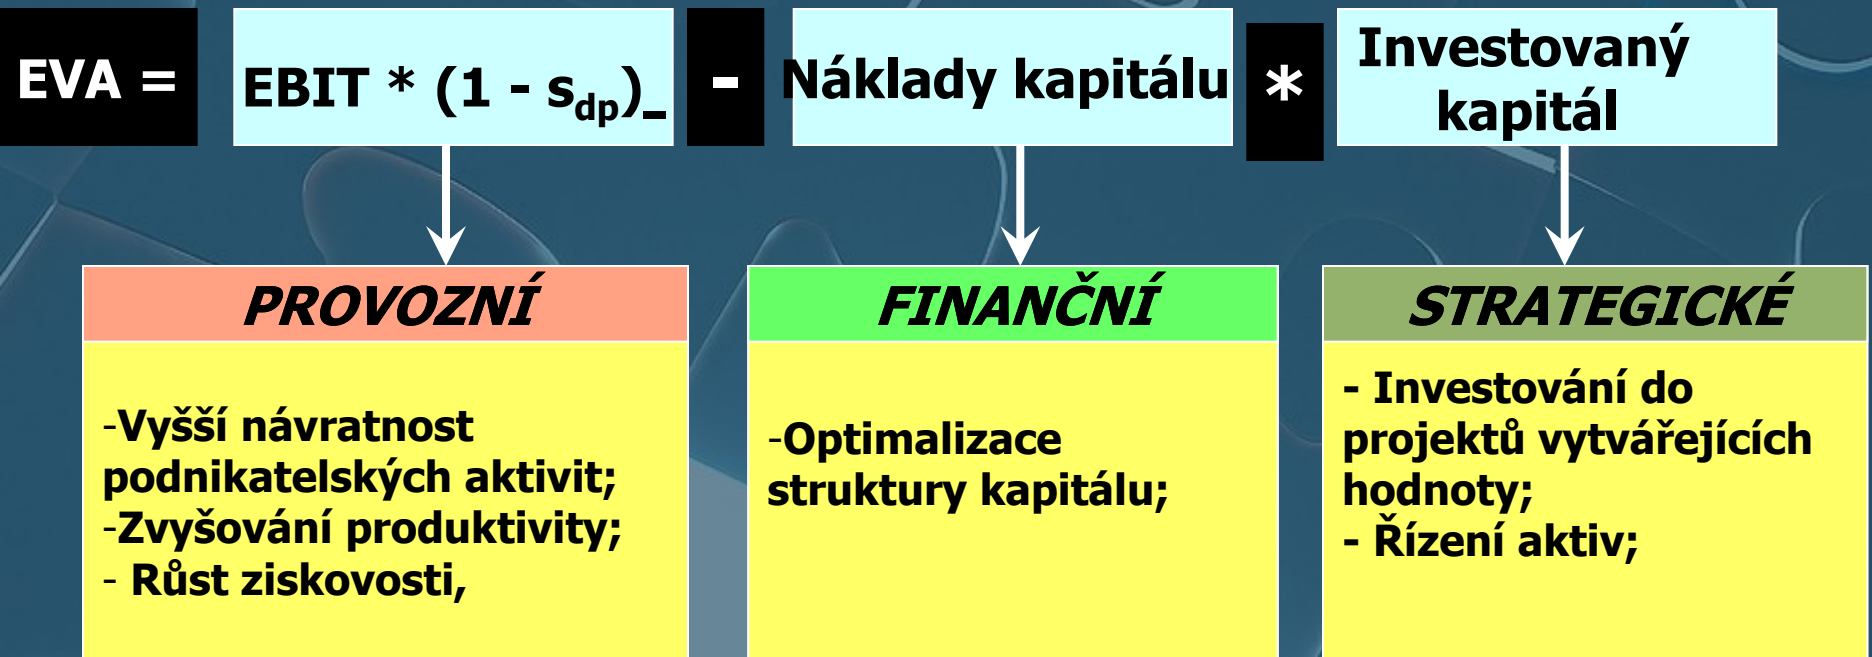 EVA = EBIT * (1 - sdp)_ - Náklady kapitálu * Investovaný
kapitál
PROVOZNÍ
-Vyšší návratnost
podnikatelských aktivit;
-Zvyšování produktivity;
- Růst ziskovosti,
FINANČNÍ
-Optimalizace
struktury kapitálu;
STRATEGICKÉ
- Investování do
projektů vytvářejících
hodnoty;
- Řízení aktiv;